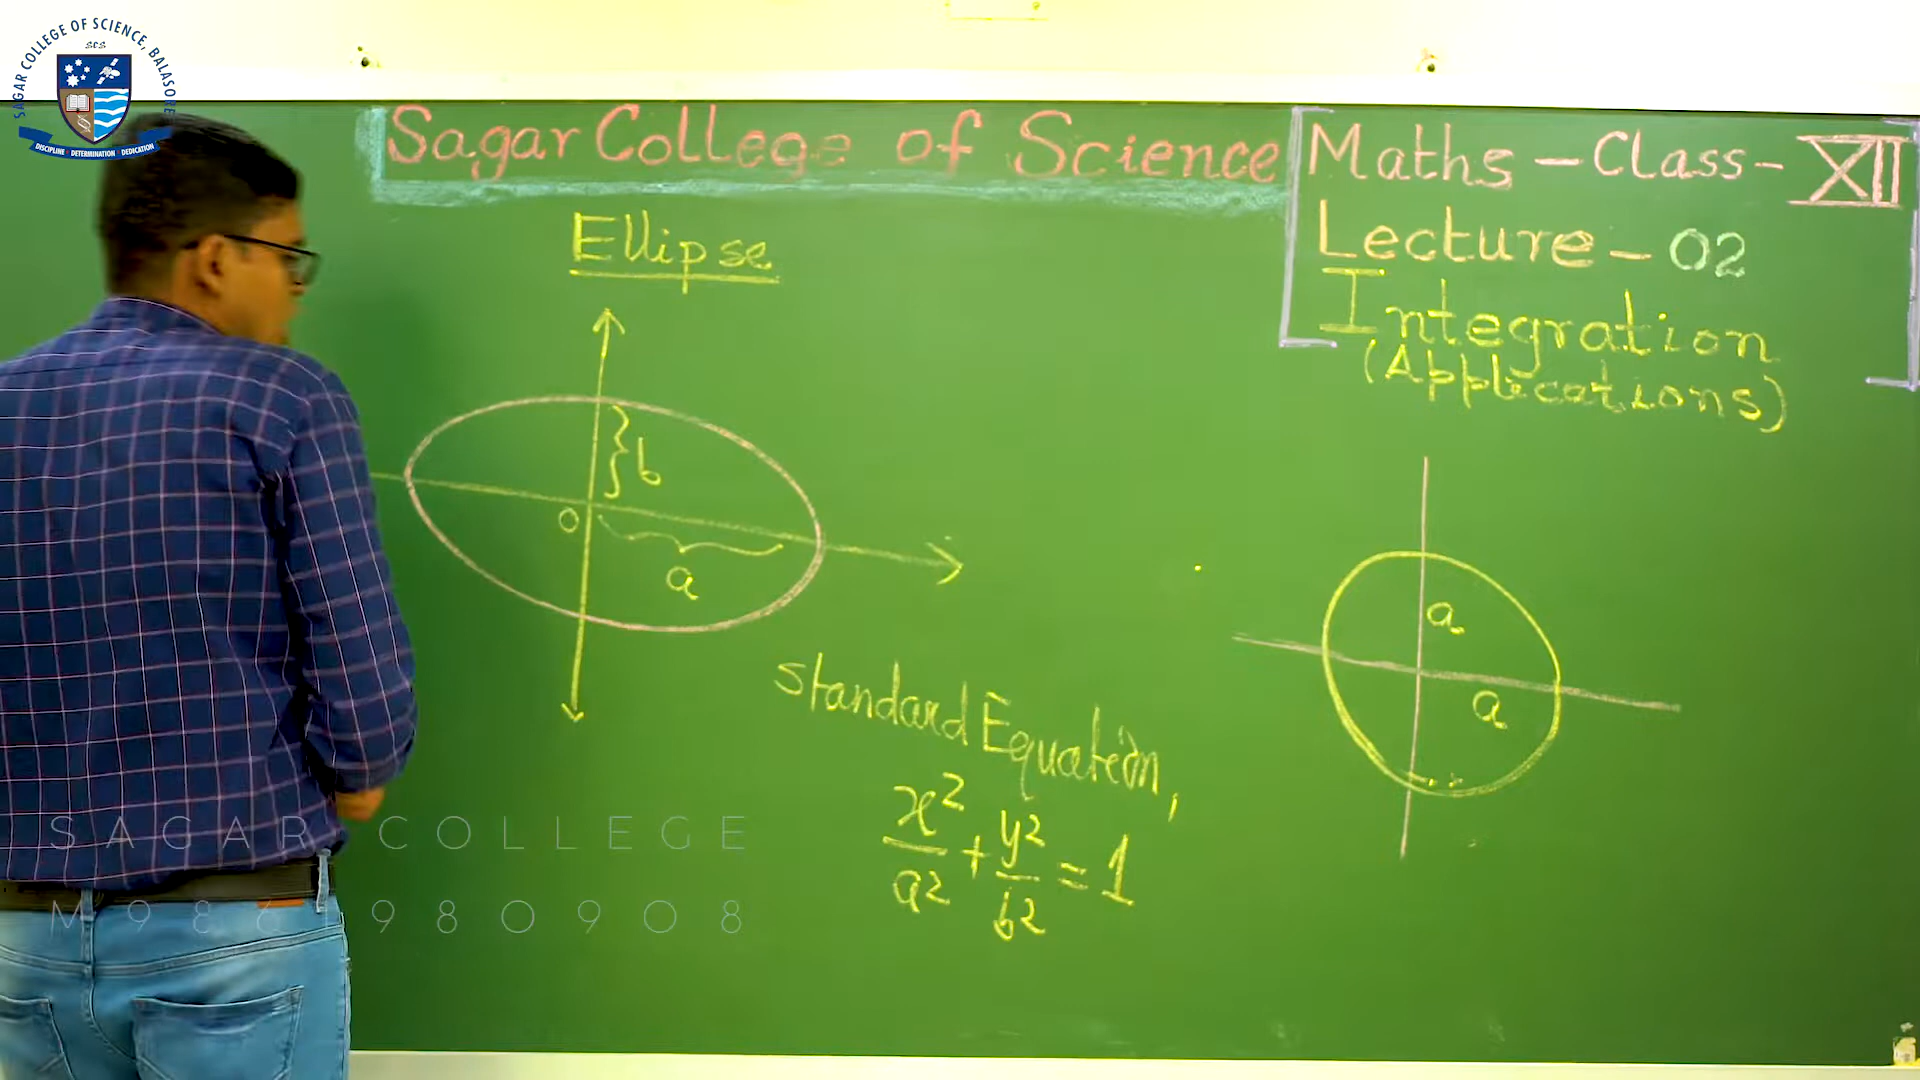 SAGAR COLLEGE OF SCIENCE, BALASORE
SCS
DISCIPLINE DETERMINATION DEDICATION
Sagar College of Science
Maths - Class - XII
Lecture - 02
Integration
(Applications)
Ellipse
b
o
a
a
a
standard Equation,
x²/a² + y²/b² = 1
SAGAR COLLEGE
980908